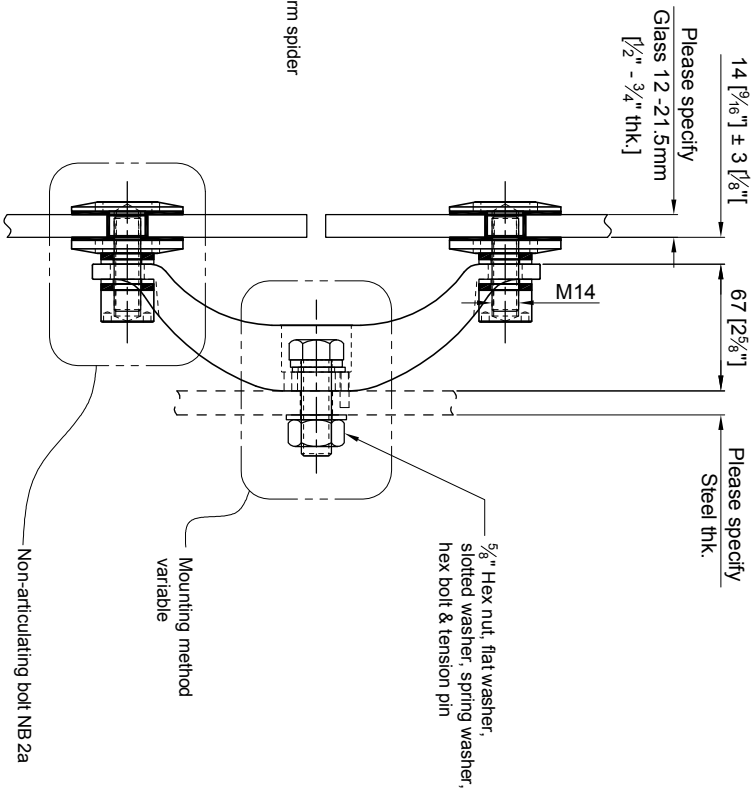 14 [9/16"] ± 3 [1/8"[
67 [2 5/8"]
Please specify
Steel thk.
Please specify
Glass 12 -21.5mm
[1/2" - 3/4" thk.]
M14
rm spider
5/8" Hex nut, flat washer,
slotted washer, spring washer,
hex bolt & tension pin
Mounting method
variable
Non-articulating bolt NB 2a